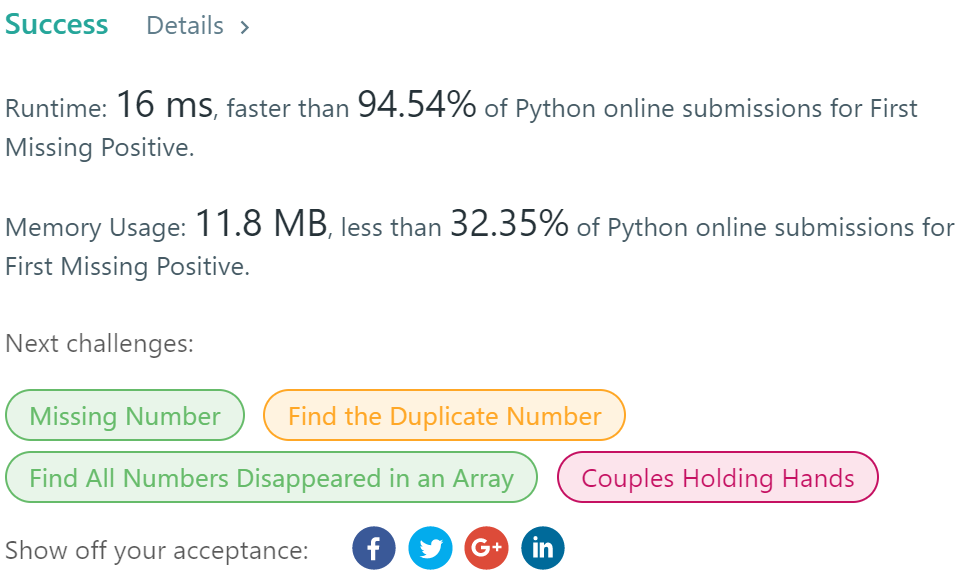 Success Details >
Runtime: 16 ms, faster than 94.54% of Python online submissions for First
Missing Positive.
Memory Usage: 11.8 MB, less than 32.35% of Python online submissions for
First Missing Positive.
Next challenges:
Missing Number Find the Duplicate Number
Find All Numbers Disappeared in an Array Couples Holding Hands
Show off your acceptance: f G+ in